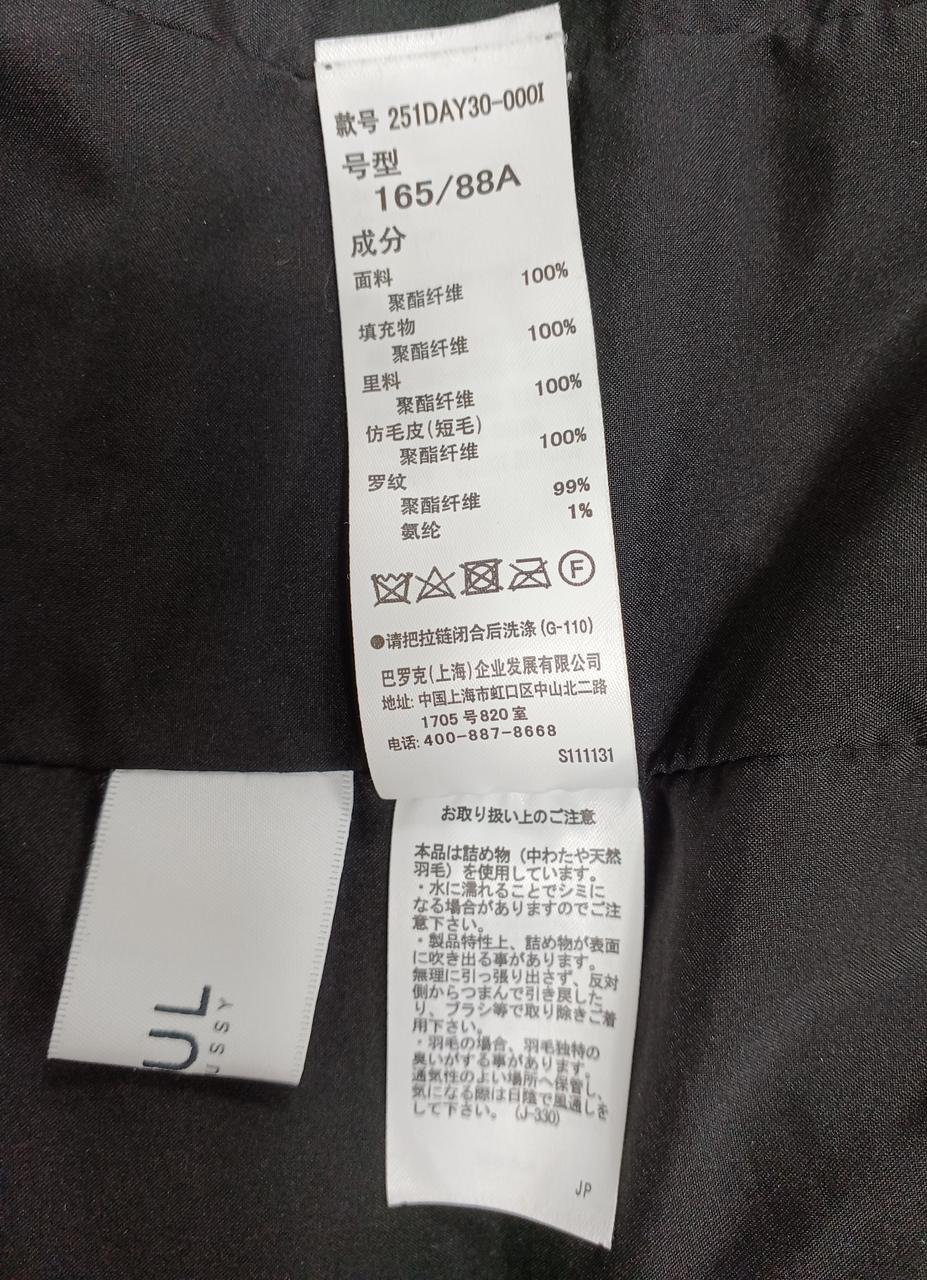 款号 251DAY30-000I
号型
165/88A
成分
面料
聚酯纤维 100%
填充物
聚酯纤维 100%
里料
聚酯纤维 100%
仿毛皮(短毛)
聚酯纤维 100%
罗纹
聚酯纤维 99%
氨纶 1%
F
●请把拉链闭合后洗涤(G-110)
巴罗克(上海)企业发展有限公司
地址: 中国上海市虹口区中山北二路
1705号820室
电话: 400-887-8668
S111131
お取り扱い上のご注意
本品は詰め物（中わたや天然
羽毛）を使用しています。
・水に濡れることでシミに
なる場合がありますのでご注
意下さい。
・製品特性上、詰め物が表面
に吹き出る事があります。
無理に引っ張り出さず、反対
側からつまんで引き戻した
り、ブラシ等で取り除きご着
用下さい。
・羽毛の場合、羽毛独特の
臭いがする事があります。
通気性のよい場所へ保管し、
気になる際は日陰で風通しを
して下さい。（J-330）
JP
UL
USSY